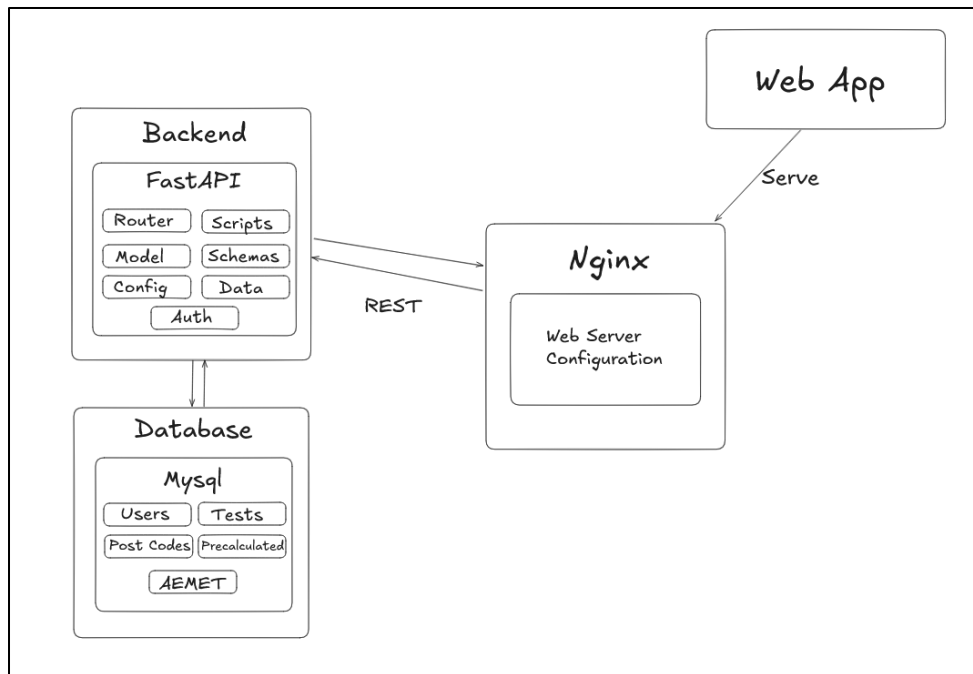 Web App
Serve
Backend
FastAPI
Router
Scripts
Model
Schemas
Config
Data
Auth
REST
Nginx
Web Server
Configuration
Database
Mysql
Users
Tests
Post Codes
Precalculated
AEMET